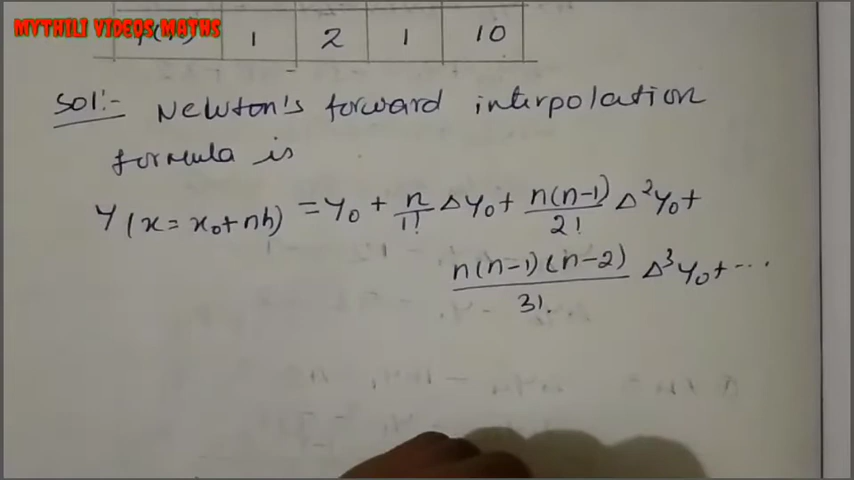 MYTHILI VIDEOS MATHS
1 2 1 10
Sol:- Newton's forward interpolation
formula is
Y(x = x₀+nh) = Y₀ + n/1! ΔY₀ + n(n-1)/2! Δ²Y₀ +
n(n-1)(n-2)/3! Δ³Y₀ + ...